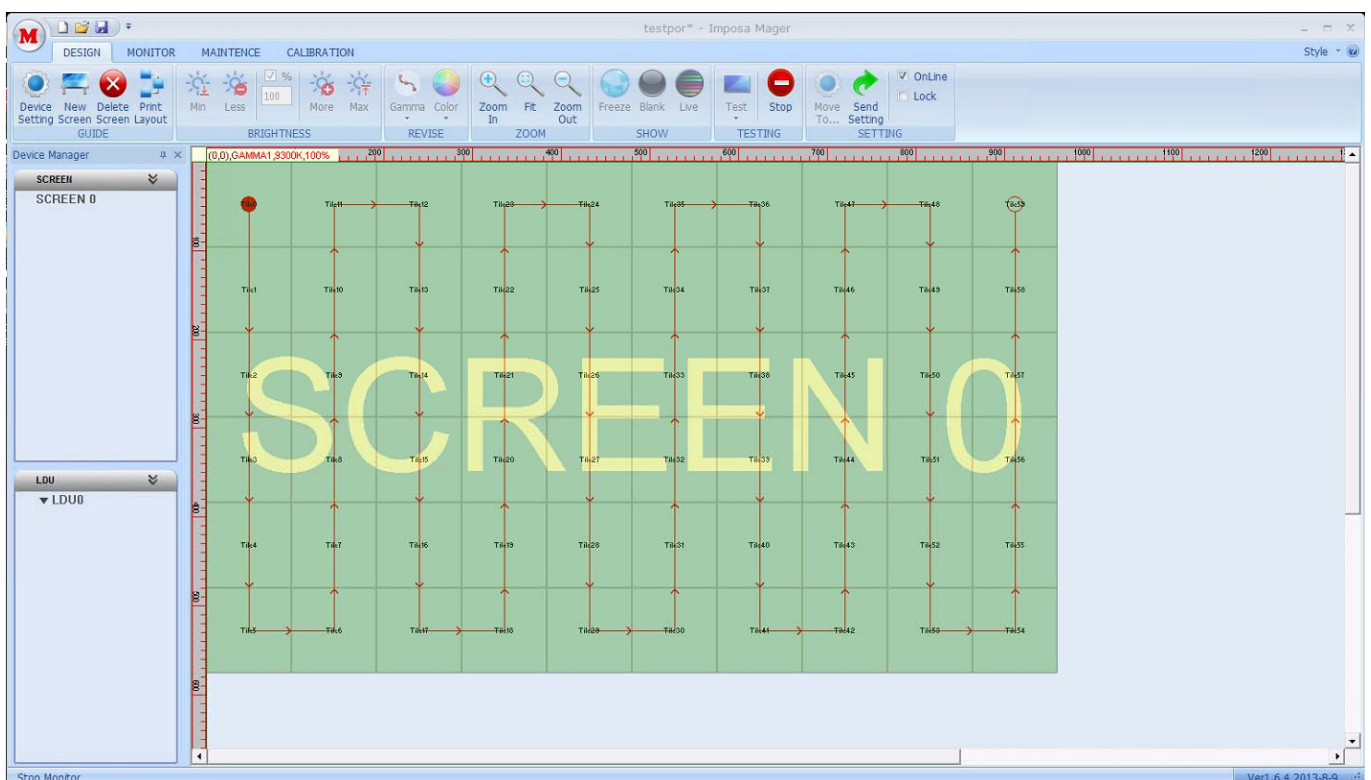 M
testpor* - Imposa Mager
DESIGN MONITOR MAINTENCE CALIBRATION
Style
Device Setting New Screen Delete Screen Print Layout
GUIDE
Min Less % 100 More Max
BRIGHTNESS
Gamma Color
REVISE
Zoom In Fit Zoom Out
ZOOM
Freeze Blank Live
SHOW
Test Stop
TESTING
Move To... Send Setting
OnLine
Lock
SETTING
Device Manager
SCREEN
SCREEN 0
LDU
LDU0
(0,0),GAMMA1,9300K,100% 200 300 400 500 600 700 800 900 1000 1100 1200
100
200
300
400
500
600
Tile0 Tile11 Tile12 Tile23 Tile24 Tile35 Tile36 Tile47 Tile48 Tile59
Tile1 Tile10 Tile13 Tile22 Tile25 Tile34 Tile37 Tile46 Tile49 Tile58
Tile2 Tile9 Tile14 Tile21 Tile26 Tile33 Tile38 Tile45 Tile50 Tile57
SCREEN 0
Tile3 Tile8 Tile15 Tile20 Tile27 Tile32 Tile39 Tile44 Tile51 Tile56
Tile4 Tile7 Tile16 Tile19 Tile28 Tile31 Tile40 Tile43 Tile52 Tile55
Tile5 Tile6 Tile17 Tile18 Tile29 Tile30 Tile41 Tile42 Tile53 Tile54
Stop Monitor
Ver1.6.4 2013-8-9